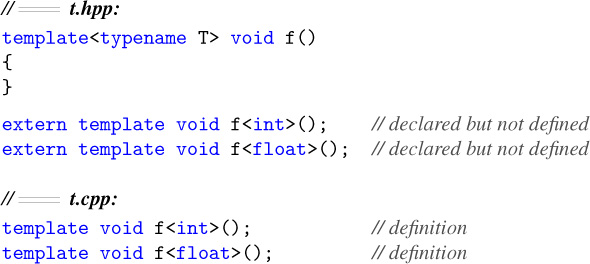 // ==== t.hpp:
template<typename T> void f()
{
}
extern template void f<int>(); // declared but not defined
extern template void f<float>(); // declared but not defined
// ==== t.cpp:
template void f<int>(); // definition
template void f<float>(); // definition